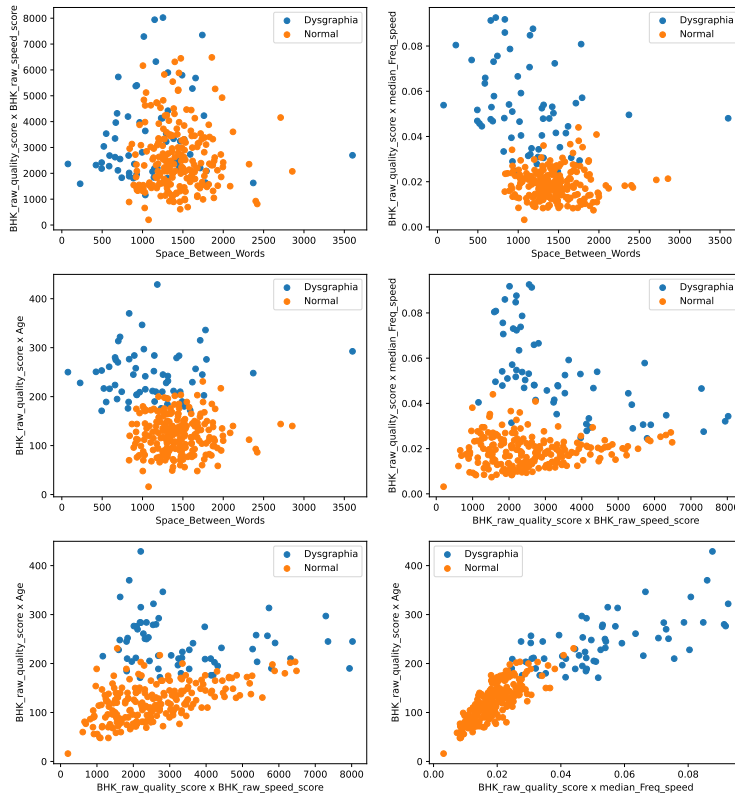 BHK_raw_quality_score x BHK_raw_speed_score
8000
7000
6000
5000
4000
3000
2000
1000
0
Dysgraphia
Normal
0 500 1000 1500 2000 2500 3000 3500
Space_Between_Words
BHK_raw_quality_score x median_Freq_speed
0.08
0.06
0.04
0.02
0.00
Dysgraphia
Normal
0 500 1000 1500 2000 2500 3000 3500
Space_Between_Words
BHK_raw_quality_score x Age
400
300
200
100
0
Dysgraphia
Normal
0 500 1000 1500 2000 2500 3000 3500
Space_Between_Words
BHK_raw_quality_score x median_Freq_speed
0.08
0.06
0.04
0.02
0.00
Dysgraphia
Normal
0 1000 2000 3000 4000 5000 6000 7000 8000
BHK_raw_quality_score x BHK_raw_speed_score
BHK_raw_quality_score x Age
400
300
200
100
0
Dysgraphia
Normal
0 1000 2000 3000 4000 5000 6000 7000 8000
BHK_raw_quality_score x BHK_raw_speed_score
BHK_raw_quality_score x Age
400
300
200
100
0
Dysgraphia
Normal
0.00 0.02 0.04 0.06 0.08
BHK_raw_quality_score x median_Freq_speed